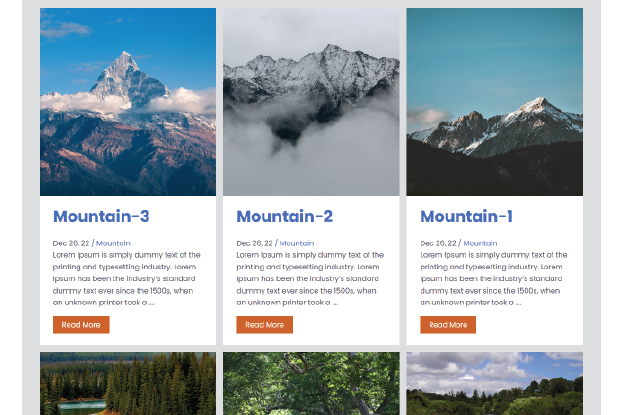 Mountain-3
Dec 26, 22 / Mountain
Lorem Ipsum is simply dummy text of the
printing and typesetting industry. Lorem
Ipsum has been the industry's standard
dummy text ever since the 1500s, when
an unknown printer took a ...
Read More
Mountain-2
Dec 26, 22 / Mountain
Lorem Ipsum is simply dummy text of the
printing and typesetting industry. Lorem
Ipsum has been the industry's standard
dummy text ever since the 1500s, when
an unknown printer took a ...
Read More
Mountain-1
Dec 26, 22 / Mountain
Lorem Ipsum is simply dummy text of the
printing and typesetting industry. Lorem
Ipsum has been the industry's standard
dummy text ever since the 1500s, when
an unknown printer took a ...
Read More